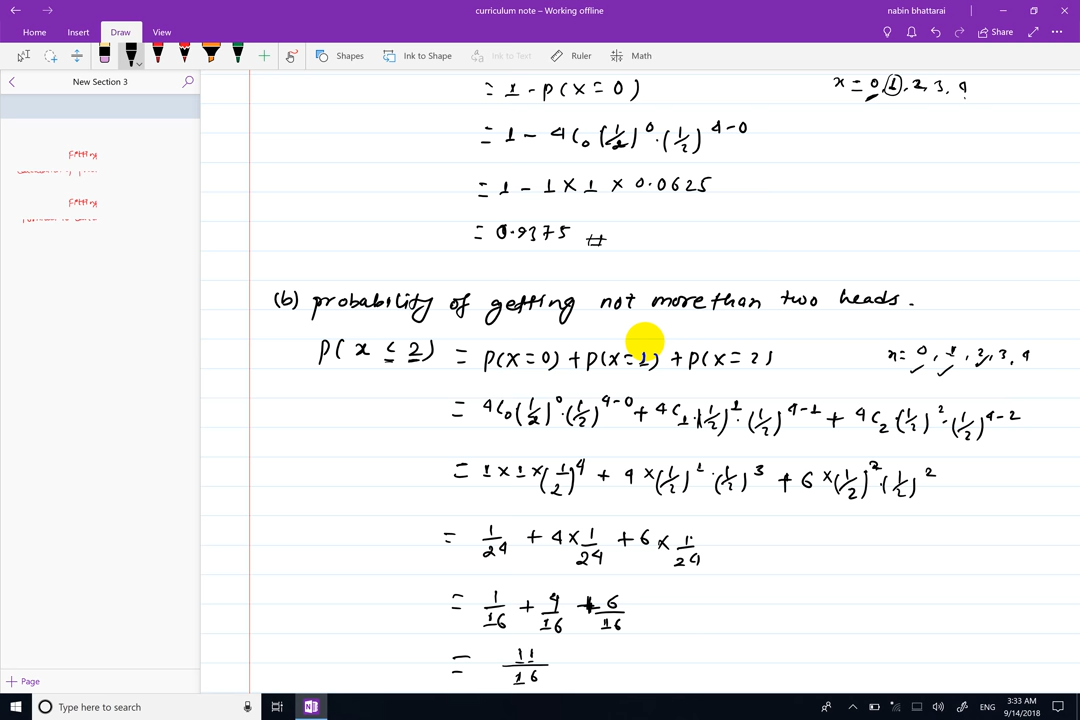 curriculum note – Working offline
nabin bhattarai
Home Insert Draw View
Share
Shapes Ink to Shape Ink to Text Ruler Math
New Section 3
= 1 - P(X = 0)
x = 0, 1, 2, 3, 4
= 1 - 4C₀ (1/2)⁰ · (1/2)⁴⁻⁰
= 1 - 1 × 1 × 0.0625
= 0.9375
(b) probability of getting not more than two heads.
P(x ≤ 2) = P(X = 0) + P(X = 1) + P(X = 2)
x = 0, 1, 2, 3, 4
= 4C₀ (1/2)⁰ · (1/2)⁴⁻⁰ + 4C₁ · (1/2)¹ · (1/2)⁴⁻¹ + 4C₂ (1/2)² · (1/2)⁴⁻²
= 1 × 1 × (1/2)⁴ + 4 × (1/2)¹ · (1/2)³ + 6 × (1/2)² · (1/2)²
= 1/2⁴ + 4 × 1/2⁴ + 6 × 1/2⁴
= 1/16 + 4/16 + 6/16
= 11/16
Page
Type here to search
ENG
3:33 AM
9/14/2018